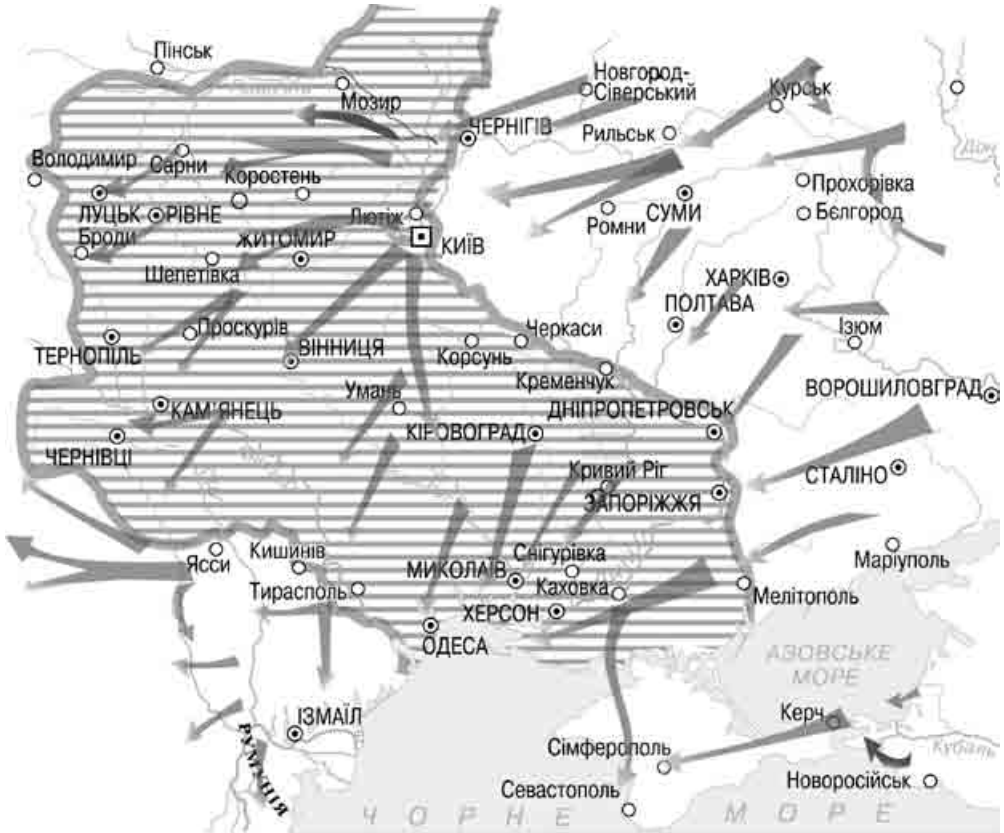 Пінськ
Новгород-
Сіверський
Мозир
Курськ
ЧЕРНІГІВ
Рильськ
Дон
Володимир
Сарни
Коростень
Прохорівка
ЛУЦЬК
РІВНЕ
Лютіж
Ромни
СУМИ
Бєлгород
Броди
ЖИТОМИР
КИЇВ
Шепетівка
ХАРКІВ
ПОЛТАВА
Проскурів
Черкаси
Ізюм
ТЕРНОПІЛЬ
ВІННИЦЯ
Корсунь
Кременчук
ВОРОШИЛОВГРАД
Умань
КАМ'ЯНЕЦЬ
ДНІПРОПЕТРОВСЬК
КІРОВОГРАД
ЧЕРНІВЦІ
Кривий Ріг
СТАЛІНО
ЗАПОРІЖЖЯ
Ясси
Кишинів
Снігурівка
Маріуполь
МИКОЛАЇВ
Тирасполь
Каховка
Мелітополь
ХЕРСОН
ОДЕСА
АЗОВСЬКЕ
МОРЕ
ІЗМАЇЛ
Керч
РУМУНІЯ
Сімферополь
Кубань
Севастополь
Новоросійськ
ЧОРНЕ МОРЕ